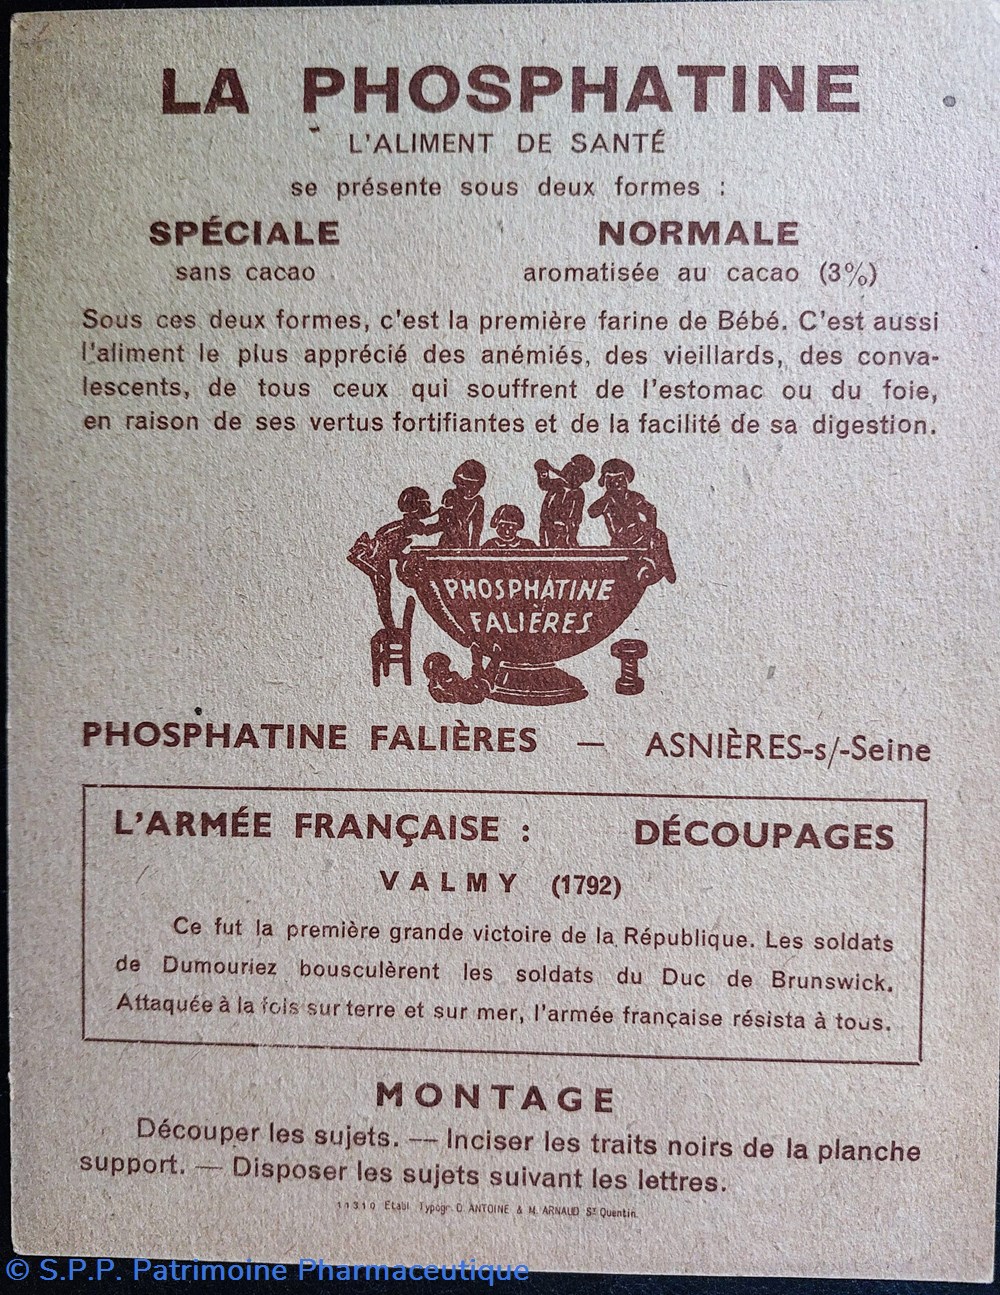 LA PHOSPHATINE
L'ALIMENT DE SANTÉ
se présente sous deux formes :
SPÉCIALE NORMALE
sans cacao aromatisée au cacao (3%)
Sous ces deux formes, c'est la première farine de Bébé. C'est aussi
l'aliment le plus apprécié des anémiés, des vieillards, des conva-
lescents, de tous ceux qui souffrent de l'estomac ou du foie,
en raison de ses vertus fortifiantes et de la facilité de sa digestion.
PHOSPHATINE
FALIÈRES
PHOSPHATINE FALIÈRES — ASNIÈRES-s/-Seine
L'ARMÉE FRANÇAISE : DÉCOUPAGES
VALMY (1792)
Ce fut la première grande victoire de la République. Les soldats
de Dumouriez bousculèrent les soldats du Duc de Brunswick.
Attaquée à la fois sur terre et sur mer, l'armée française résista à tous.
MONTAGE
Découper les sujets. — Inciser les traits noirs de la planche
support. — Disposer les sujets suivant les lettres.
11310 Etabl Typogr. O. ANTOINE & M. ARNAUD St Quentin.
© S.P.P. Patrimoine Pharmaceutique